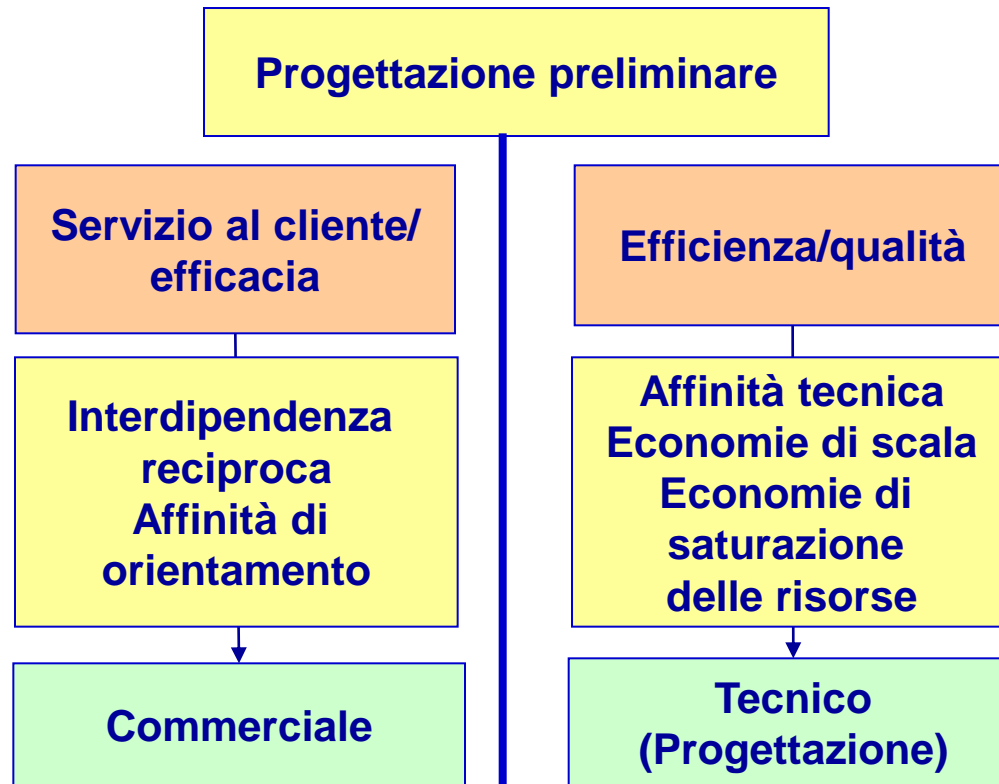 Progettazione preliminare
Servizio al cliente/
efficacia
Interdipendenza
reciproca
Affinità di
orientamento
Commerciale
Efficienza/qualità
Affinità tecnica
Economie di scala
Economie di
saturazione
delle risorse
Tecnico
(Progettazione)